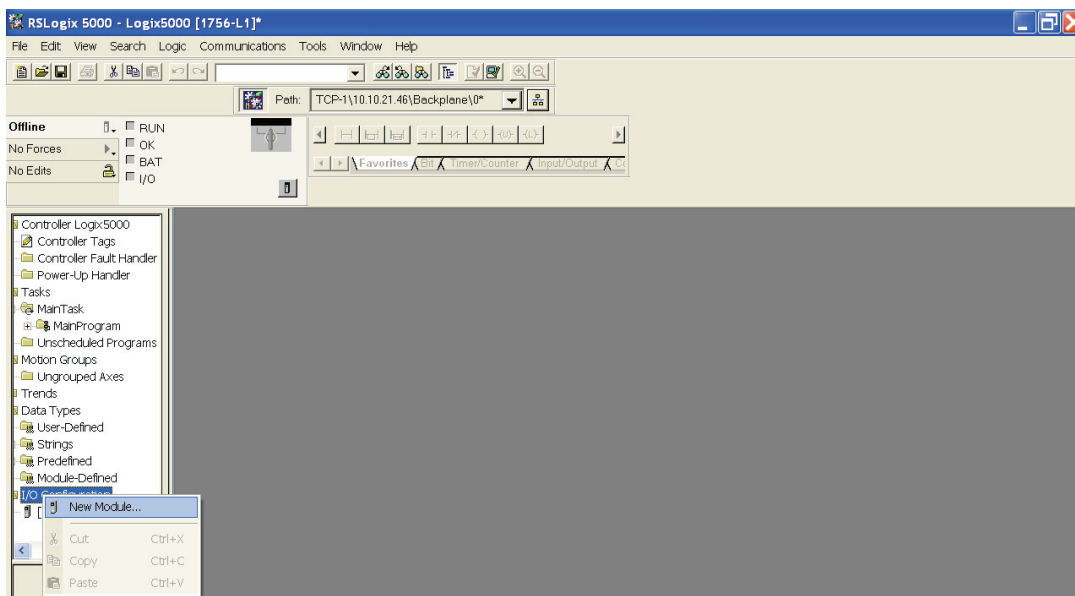 RSLogix 5000 - Logix5000 [1756-L1]*
File Edit View Search Logic Communications Tools Window Help
Path: TCP-1\10.10.21.46\Backplane\0*
Offline
RUN
No Forces
OK
No Edits
BAT
I/O
Favorites Bit Timer/Counter Input/Output
Controller Logix5000
Controller Tags
Controller Fault Handler
Power-Up Handler
Tasks
MainTask
MainProgram
Unscheduled Programs
Motion Groups
Ungrouped Axes
Trends
Data Types
User-Defined
Strings
Predefined
Module-Defined
I/O Configuration
New Module...
Cut Ctrl+X
Copy Ctrl+C
Paste Ctrl+V